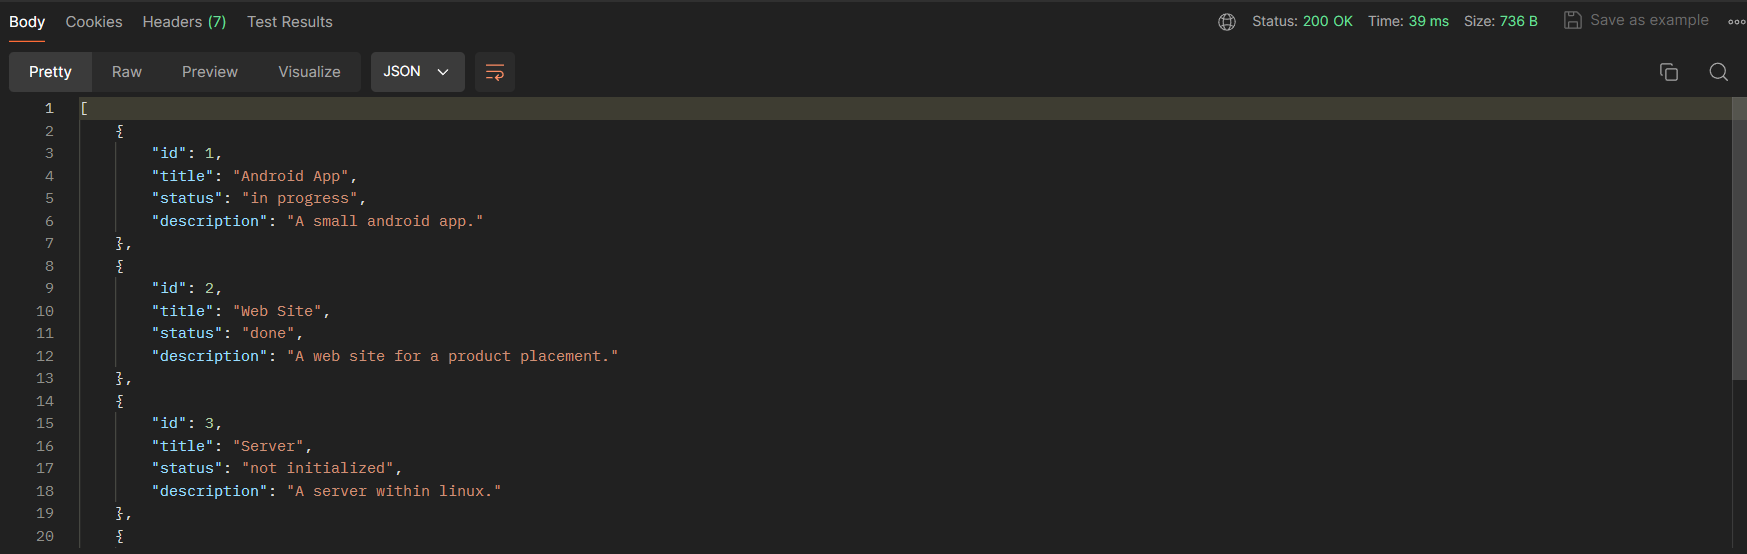 Body Cookies Headers (7) Test Results Status: 200 OK Time: 39 ms Size: 736 B Save as example
Pretty Raw Preview Visualize JSON
1 [
2 {
3 "id": 1,
4 "title": "Android App",
5 "status": "in progress",
6 "description": "A small android app."
7 },
8 {
9 "id": 2,
10 "title": "Web Site",
11 "status": "done",
12 "description": "A web site for a product placement."
13 },
14 {
15 "id": 3,
16 "title": "Server",
17 "status": "not initialized",
18 "description": "A server within linux."
19 },
20 {